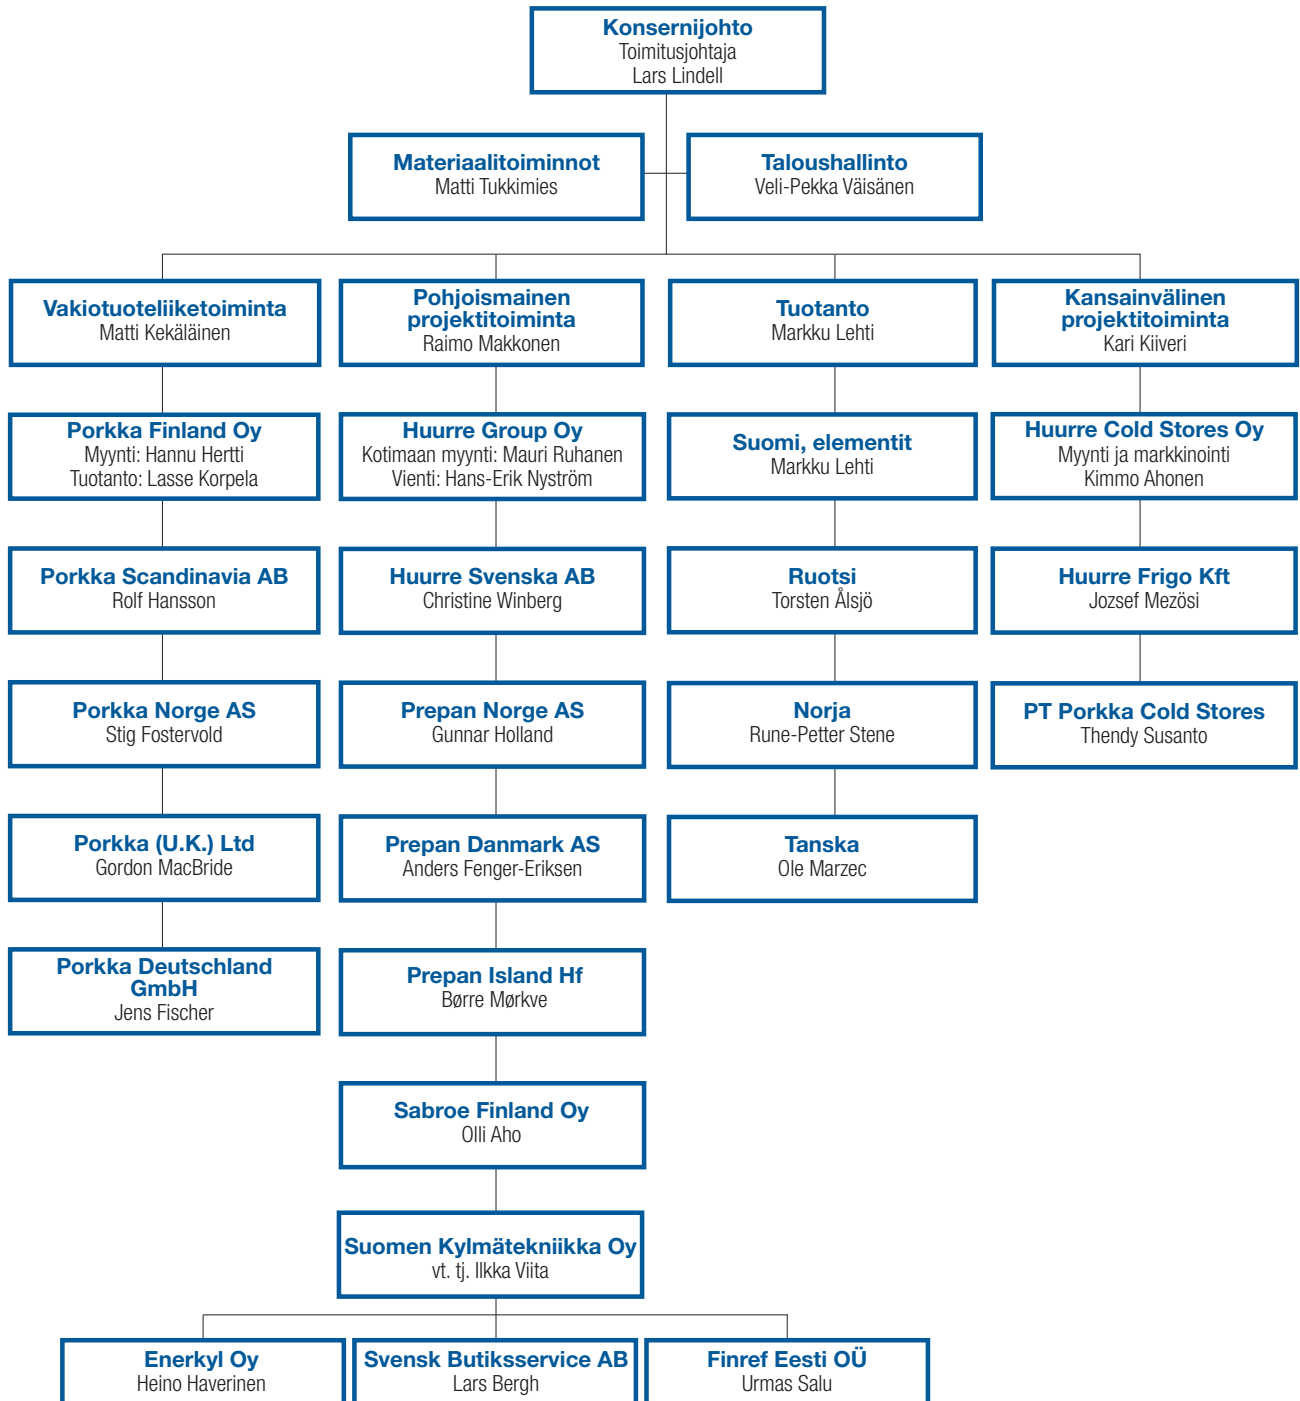 Konsernijohto
Toimitusjohtaja
Lars Lindell
Materiaalitoiminnot
Matti Tukkimies
Taloushallinto
Veli-Pekka Väisänen
Vakiotuoteliiketoiminta
Matti Kekäläinen
Pohjoismainen
projektitoiminta
Raimo Makkonen
Tuotanto
Markku Lehti
Kansainvälinen
projektitoiminta
Kari Kiiveri
Porkka Finland Oy
Myynti: Hannu Hertti
Tuotanto: Lasse Korpela
Huurre Group Oy
Kotimaan myynti: Mauri Ruhanen
Vienti: Hans-Erik Nyström
Suomi, elementit
Markku Lehti
Huurre Cold Stores Oy
Myynti ja markkinointi
Kimmo Ahonen
Porkka Scandinavia AB
Rolf Hansson
Huurre Svenska AB
Christine Winberg
Ruotsi
Torsten Ålsjö
Huurre Frigo Kft
Jozsef Mezösi
Porkka Norge AS
Stig Fostervold
Prepan Norge AS
Gunnar Holland
Norja
Rune-Petter Stene
PT Porkka Cold Stores
Thendy Susanto
Porkka (U.K.) Ltd
Gordon MacBride
Prepan Danmark AS
Anders Fenger-Eriksen
Tanska
Ole Marzec
Porkka Deutschland
GmbH
Jens Fischer
Prepan Island Hf
Børre Mørkve
Sabroe Finland Oy
Olli Aho
Suomen Kylmätekniikka Oy
vt. tj. Ilkka Viita
Enerkyl Oy
Heino Haverinen
Svensk Butiksservice AB
Lars Bergh
Finref Eesti OÜ
Urmas Salu